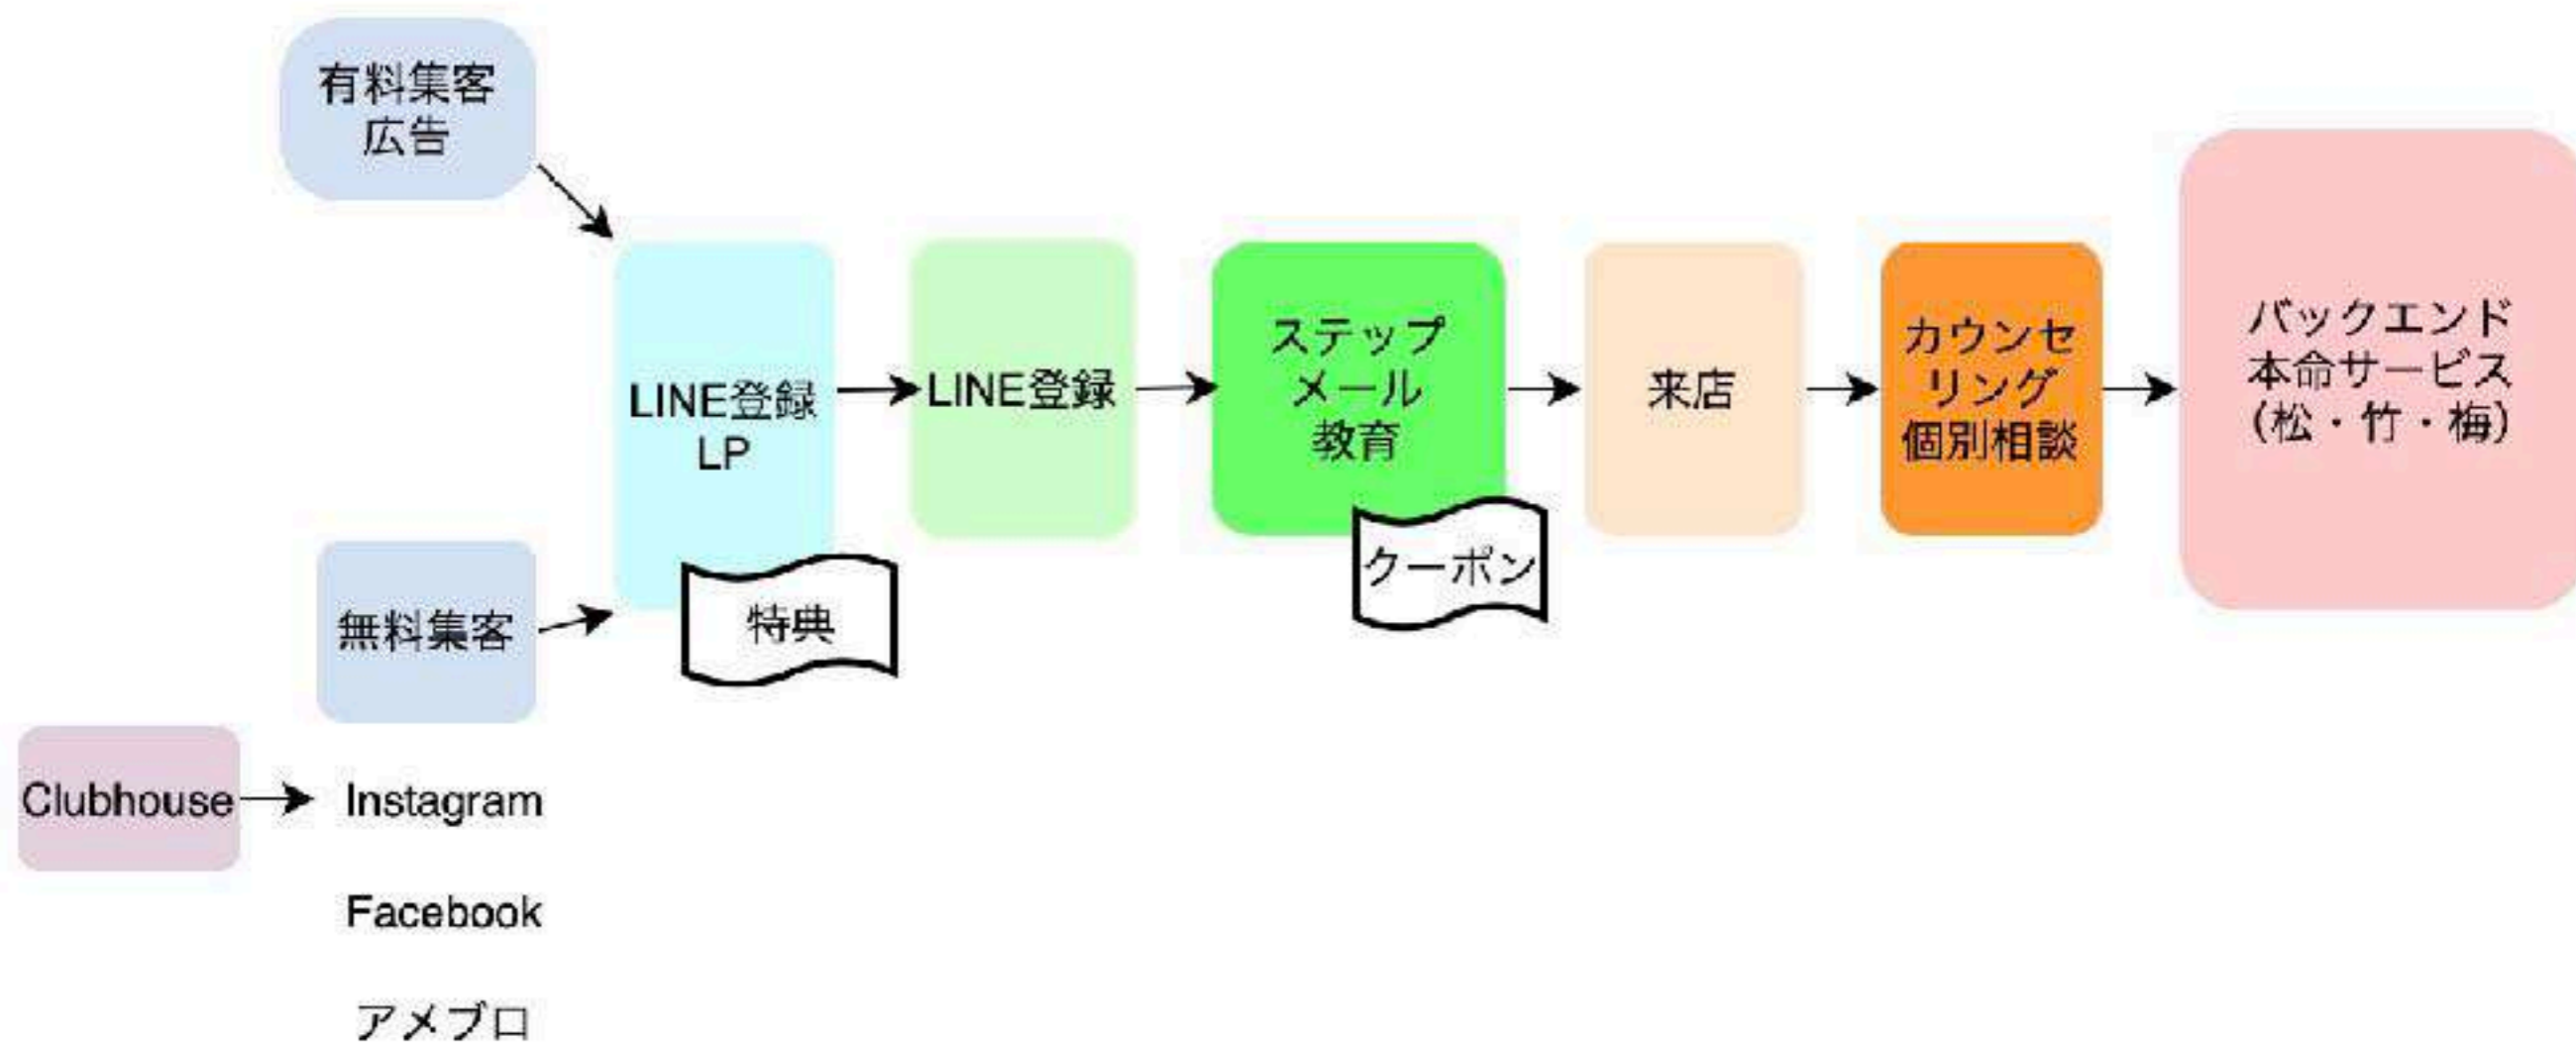 有料集客
広告
LINE登録
LP
特典
LINE登録
ステップ
メール
教育
クーポン
来店
カウンセ
リング
個別相談
バックエンド
本命サービス
（松・竹・梅）
無料集客
Clubhouse
Instagram
Facebook
アメブロ